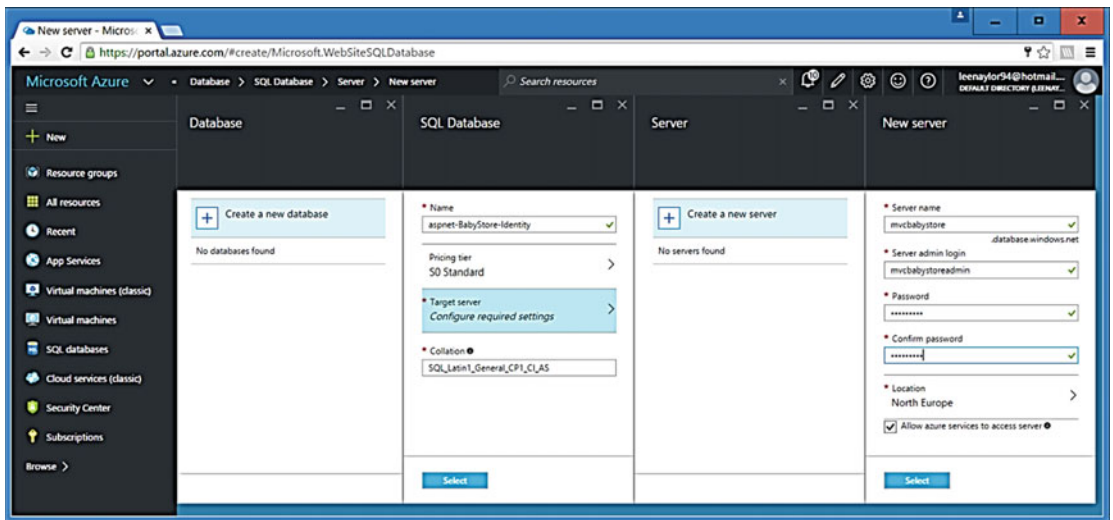 New server - Micros
https://portal.azure.com/#create/Microsoft.WebSiteSQLDatabase
Microsoft Azure
Database > SQL Database > Server > New server
Search resources
leenaylor94@hotmail....
DEFAULT DIRECTORY (LEENAY...
New
Resource groups
All resources
Recent
App Services
Virtual machines (classic)
Virtual machines
SQL databases
Cloud services (classic)
Security Center
Subscriptions
Browse >
Database
Create a new database
No databases found
SQL Database
* Name
aspnet-BabyStore-Identity
Pricing tier
S0 Standard
* Target server
Configure required settings
* Collation
SQL_Latin1_General_CP1_CI_AS
Select
Server
Create a new server
No servers found
New server
* Server name
mvcbabystore
.database.windows.net
* Server admin login
mvcbabystoreadmin
* Password
•••••••••
* Confirm password
•••••••••
* Location
North Europe
Allow azure services to access server
Select